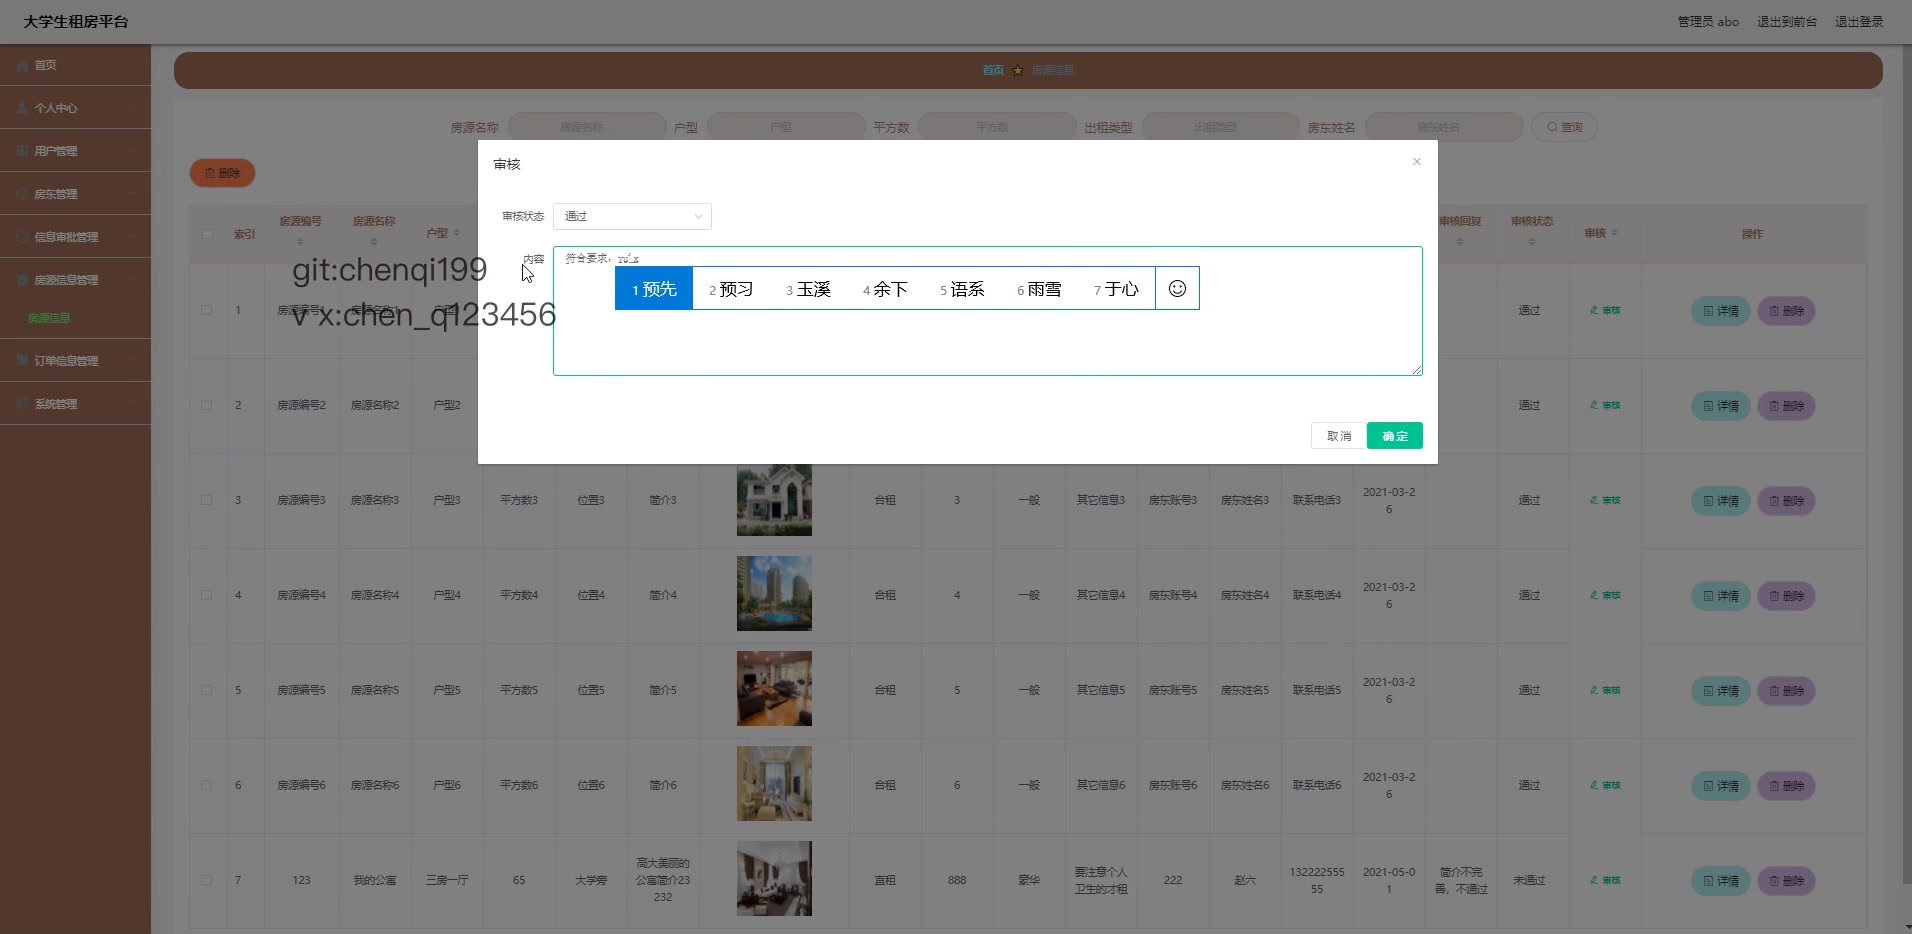 大学生租房平台
管理员 abo 退出到前台 退出登录
首页
个人中心
用户管理
房东管理
信息审批管理
房源信息管理
房源信息
订单信息管理
系统管理
首页 房源信息
房源名称 房源名称 户型 户型 平方数 平方数 出租类型 出租类型 房东姓名 房东姓名 查询
删除
索引 房源编号 房源名称 户型 审核回复 审核状态 审核 操作
审核
审核状态 通过
内容 符合要求，yu'x
1 预先 2 预习 3 玉溪 4 余下 5 语系 6 雨雪 7 于心
取消 确定
git:chenqi199
v x:chen_q123456
1 房源编号1 房源名称1 户型1 通过 审核 详情 删除
2 房源编号2 房源名称2 户型2 通过 审核 详情 删除
3 房源编号3 房源名称3 户型3 平方数3 位置3 简介3 合租 3 一般 其它信息3 房东账号3 房东姓名3 联系电话3 2021-03-26 通过 审核 详情 删除
4 房源编号4 房源名称4 户型4 平方数4 位置4 简介4 合租 4 一般 其它信息4 房东账号4 房东姓名4 联系电话4 2021-03-26 通过 审核 详情 删除
5 房源编号5 房源名称5 户型5 平方数5 位置5 简介5 合租 5 一般 其它信息5 房东账号5 房东姓名5 联系电话5 2021-03-26 通过 审核 详情 删除
6 房源编号6 房源名称6 户型6 平方数6 位置6 简介6 合租 6 一般 其它信息6 房东账号6 房东姓名6 联系电话6 2021-03-26 通过 审核 详情 删除
7 123 我的公寓 三房一厅 65 大学旁 高大美丽的公寓简介23232 直租 888 豪华 要注意个人卫生的才租 222 赵六 13222255555 2021-05-01 简介不完善，不通过 未通过 审核 详情 删除